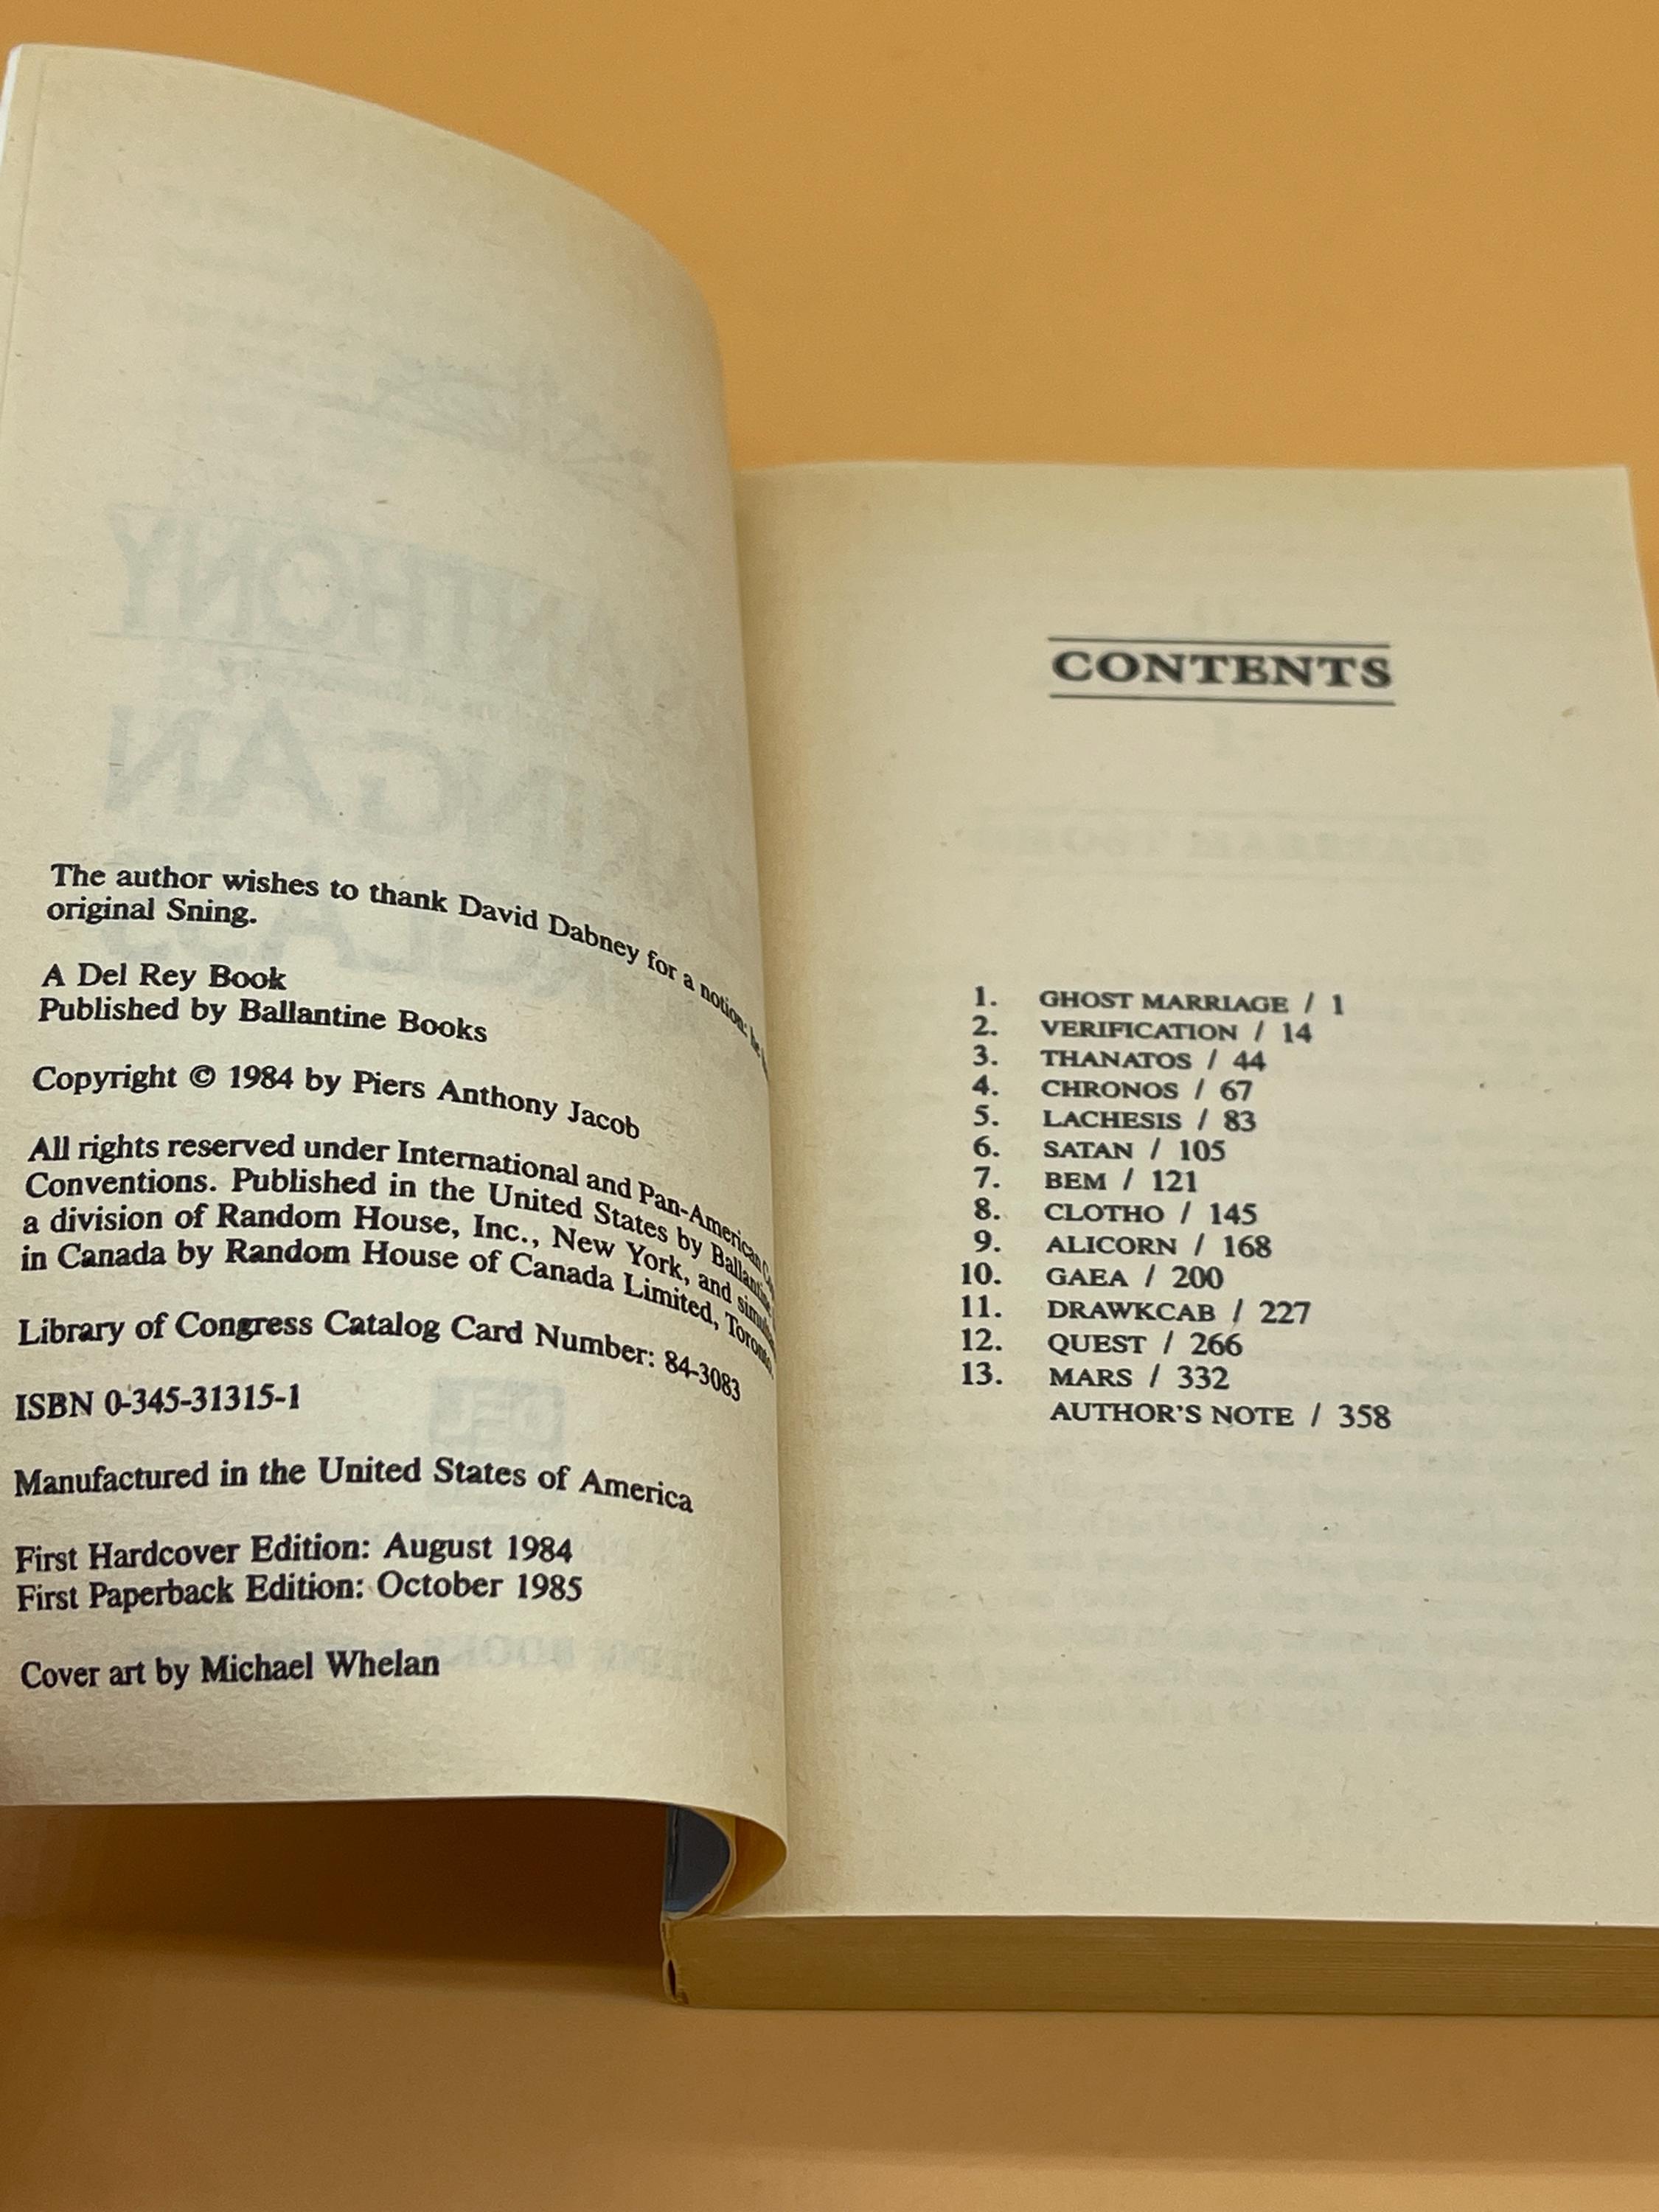 The author wishes to thank David Dabney for a notion: he
original Sning.
A Del Rey Book
Published by Ballantine Books
Copyright © 1984 by Piers Anthony Jacob
All rights reserved under International and Pan-American
Conventions. Published in the United States by Ballantine
a division of Random House, Inc., New York, and
in Canada by Random House of Canada Limited, Toronto.
Library of Congress Catalog Card Number: 84-3083
ISBN 0-345-31315-1
Manufactured in the United States of America
First Hardcover Edition: August 1984
First Paperback Edition: October 1985
Cover art by Michael Whelan
CONTENTS
1. GHOST MARRIAGE / 1
2. VERIFICATION / 14
3. THANATOS / 44
4. CHRONOS / 67
5. LACHESIS / 83
6. SATAN / 105
7. BEM / 121
8. CLOTHO / 145
9. ALICORN / 168
10. GAEA / 200
11. DRAWKCAB / 227
12. QUEST / 266
13. MARS / 332
AUTHOR'S NOTE / 358